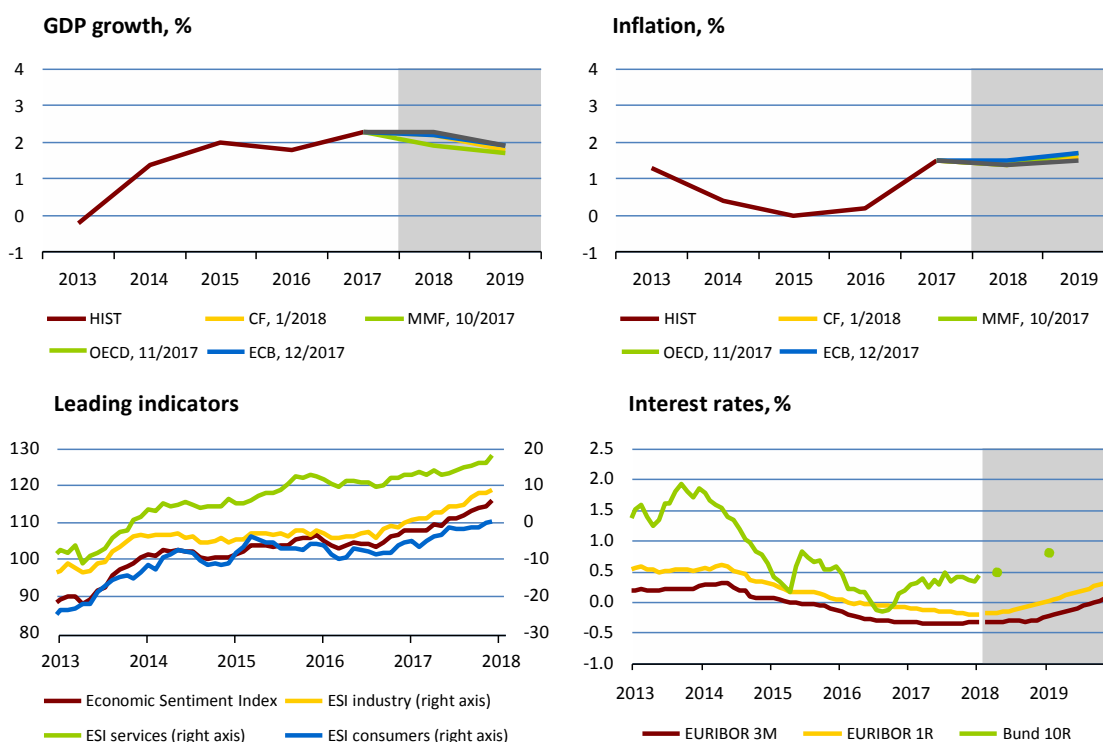 GDP growth, %
4
3
2
1
0
-1
2013 2014 2015 2016 2017 2018 2019
HIST CF, 1/2018 MMF, 10/2017
OECD, 11/2017 ECB, 12/2017
Inflation, %
4
3
2
1
0
-1
2013 2014 2015 2016 2017 2018 2019
HIST CF, 1/2018 MMF, 10/2017
OECD, 11/2017 ECB, 12/2017
Leading indicators
130 20
120 10
110 0
100 -10
90 -20
80 -30
2013 2014 2015 2016 2017 2018
Economic Sentiment Index ESI industry (right axis)
ESI services (right axis) ESI consumers (right axis)
Interest rates, %
2.5
2.0
1.5
1.0
0.5
0.0
-0.5
-1.0
2013 2014 2015 2016 2017 2018 2019
EURIBOR 3M EURIBOR 1R Bund 10R